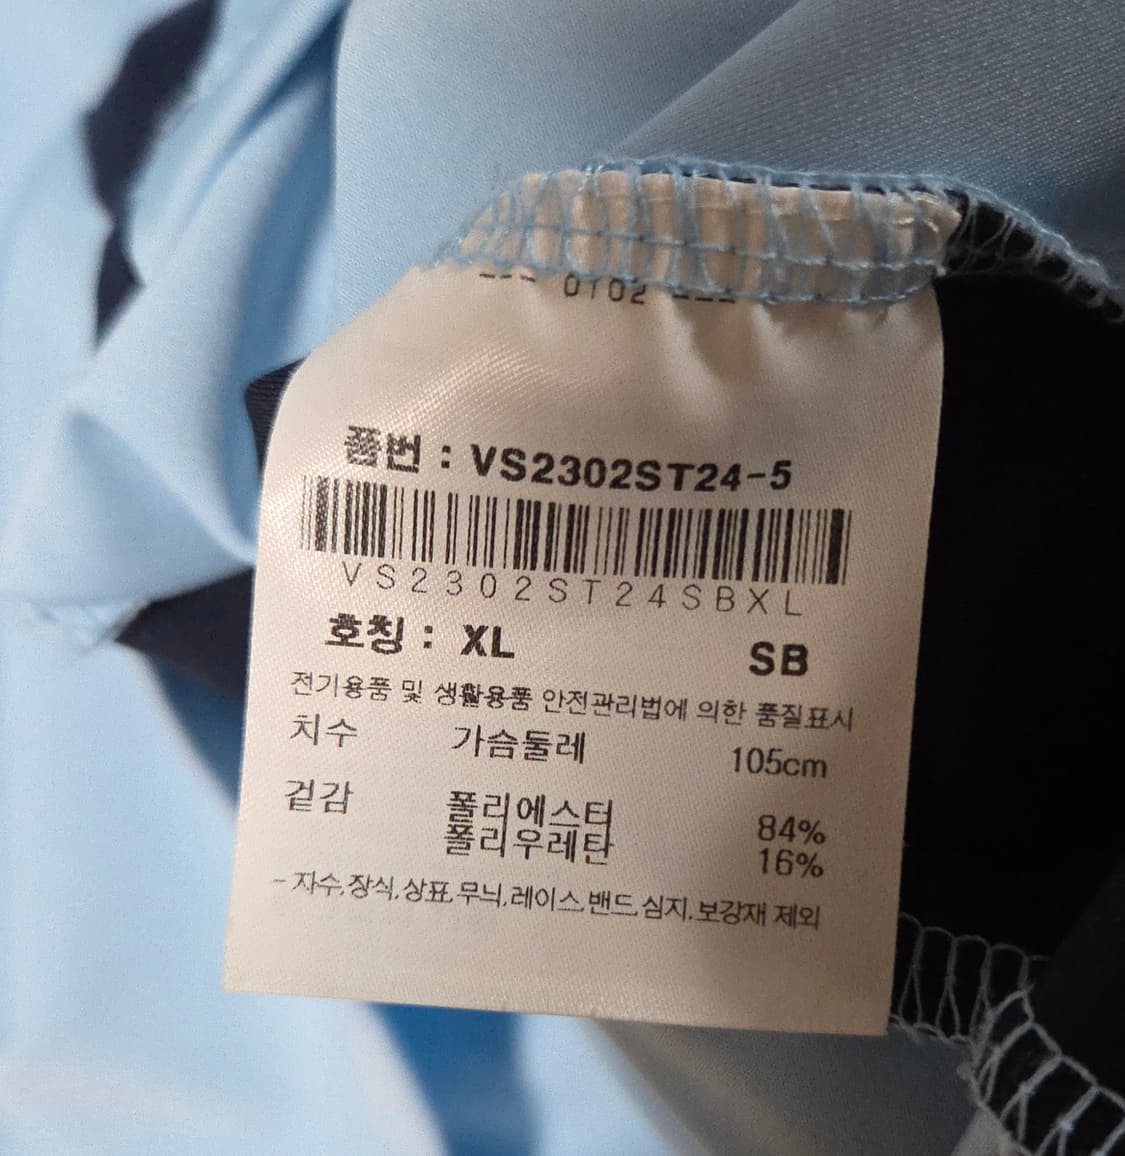 --- 0102 ---
품번 : VS2302ST24-5
VS2302ST24SBXL
호칭 : XL SB
전기용품 및 생활용품 안전관리법에 의한 품질표시
치수 가슴둘레 105cm
겉감 폴리에스터 84%
폴리우레탄 16%
- 자수,장식,상표,무늬,레이스,밴드,심지,보강재 제외